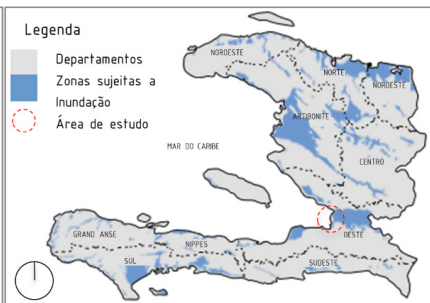 Legenda
Departamentos
Zonas sujeitas a
Inundação
Área de estudo
NOROESTE
NORTE
NORDESTE
ARTIBONITE
MAR DO CARIBE
CENTRO
OESTE
GRAND ANSE
NIPPES
SUL
SUDESTE